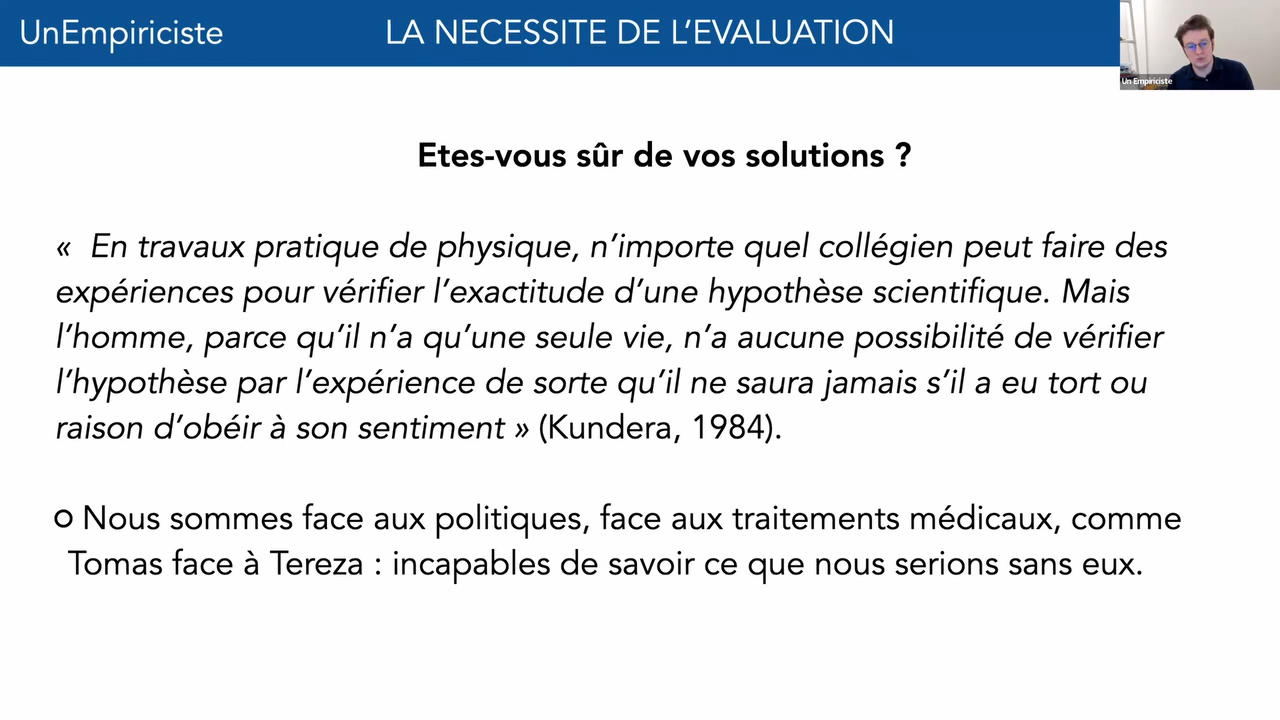 UnEmpiriciste
LA NECESSITE DE L’EVALUATION
Un Empiriciste
Etes-vous sûr de vos solutions ?
«  En travaux pratique de physique, n’importe quel collégien peut faire des
expériences pour vérifier l’exactitude d’une hypothèse scientifique. Mais
l’homme, parce qu’il n’a qu’une seule vie, n’a aucune possibilité de vérifier
l’hypothèse par l’expérience de sorte qu’il ne saura jamais s’il a eu tort ou
raison d’obéir à son sentiment » (Kundera, 1984).
Nous sommes face aux politiques, face aux traitements médicaux, comme
Tomas face à Tereza : incapables de savoir ce que nous serions sans eux.